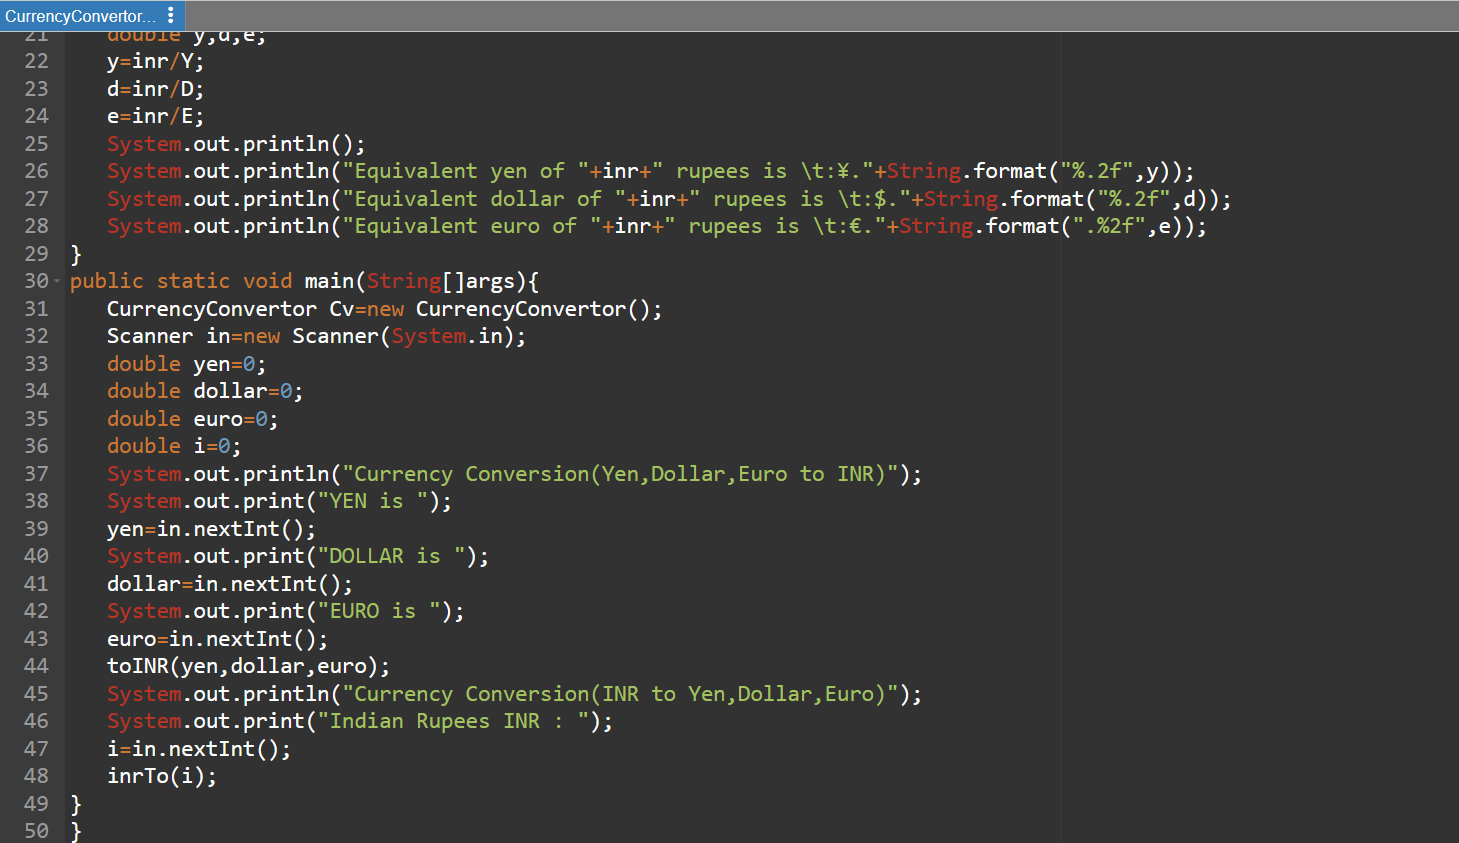 CurrencyConvertor...
21 double y,d,e;
22 y=inr/Y;
23 d=inr/D;
24 e=inr/E;
25 System.out.println();
26 System.out.println("Equivalent yen of "+inr+" rupees is \t:¥."+String.format("%.2f",y));
27 System.out.println("Equivalent dollar of "+inr+" rupees is \t:$."+String.format("%.2f",d));
28 System.out.println("Equivalent euro of "+inr+" rupees is \t:€."+String.format(".%2f",e));
29 }
30 public static void main(String[]args){
31 CurrencyConvertor Cv=new CurrencyConvertor();
32 Scanner in=new Scanner(System.in);
33 double yen=0;
34 double dollar=0;
35 double euro=0;
36 double i=0;
37 System.out.println("Currency Conversion(Yen,Dollar,Euro to INR)");
38 System.out.print("YEN is ");
39 yen=in.nextInt();
40 System.out.print("DOLLAR is ");
41 dollar=in.nextInt();
42 System.out.print("EURO is ");
43 euro=in.nextInt();
44 toINR(yen,dollar,euro);
45 System.out.println("Currency Conversion(INR to Yen,Dollar,Euro)");
46 System.out.print("Indian Rupees INR : ");
47 i=in.nextInt();
48 inrTo(i);
49 }
50 }